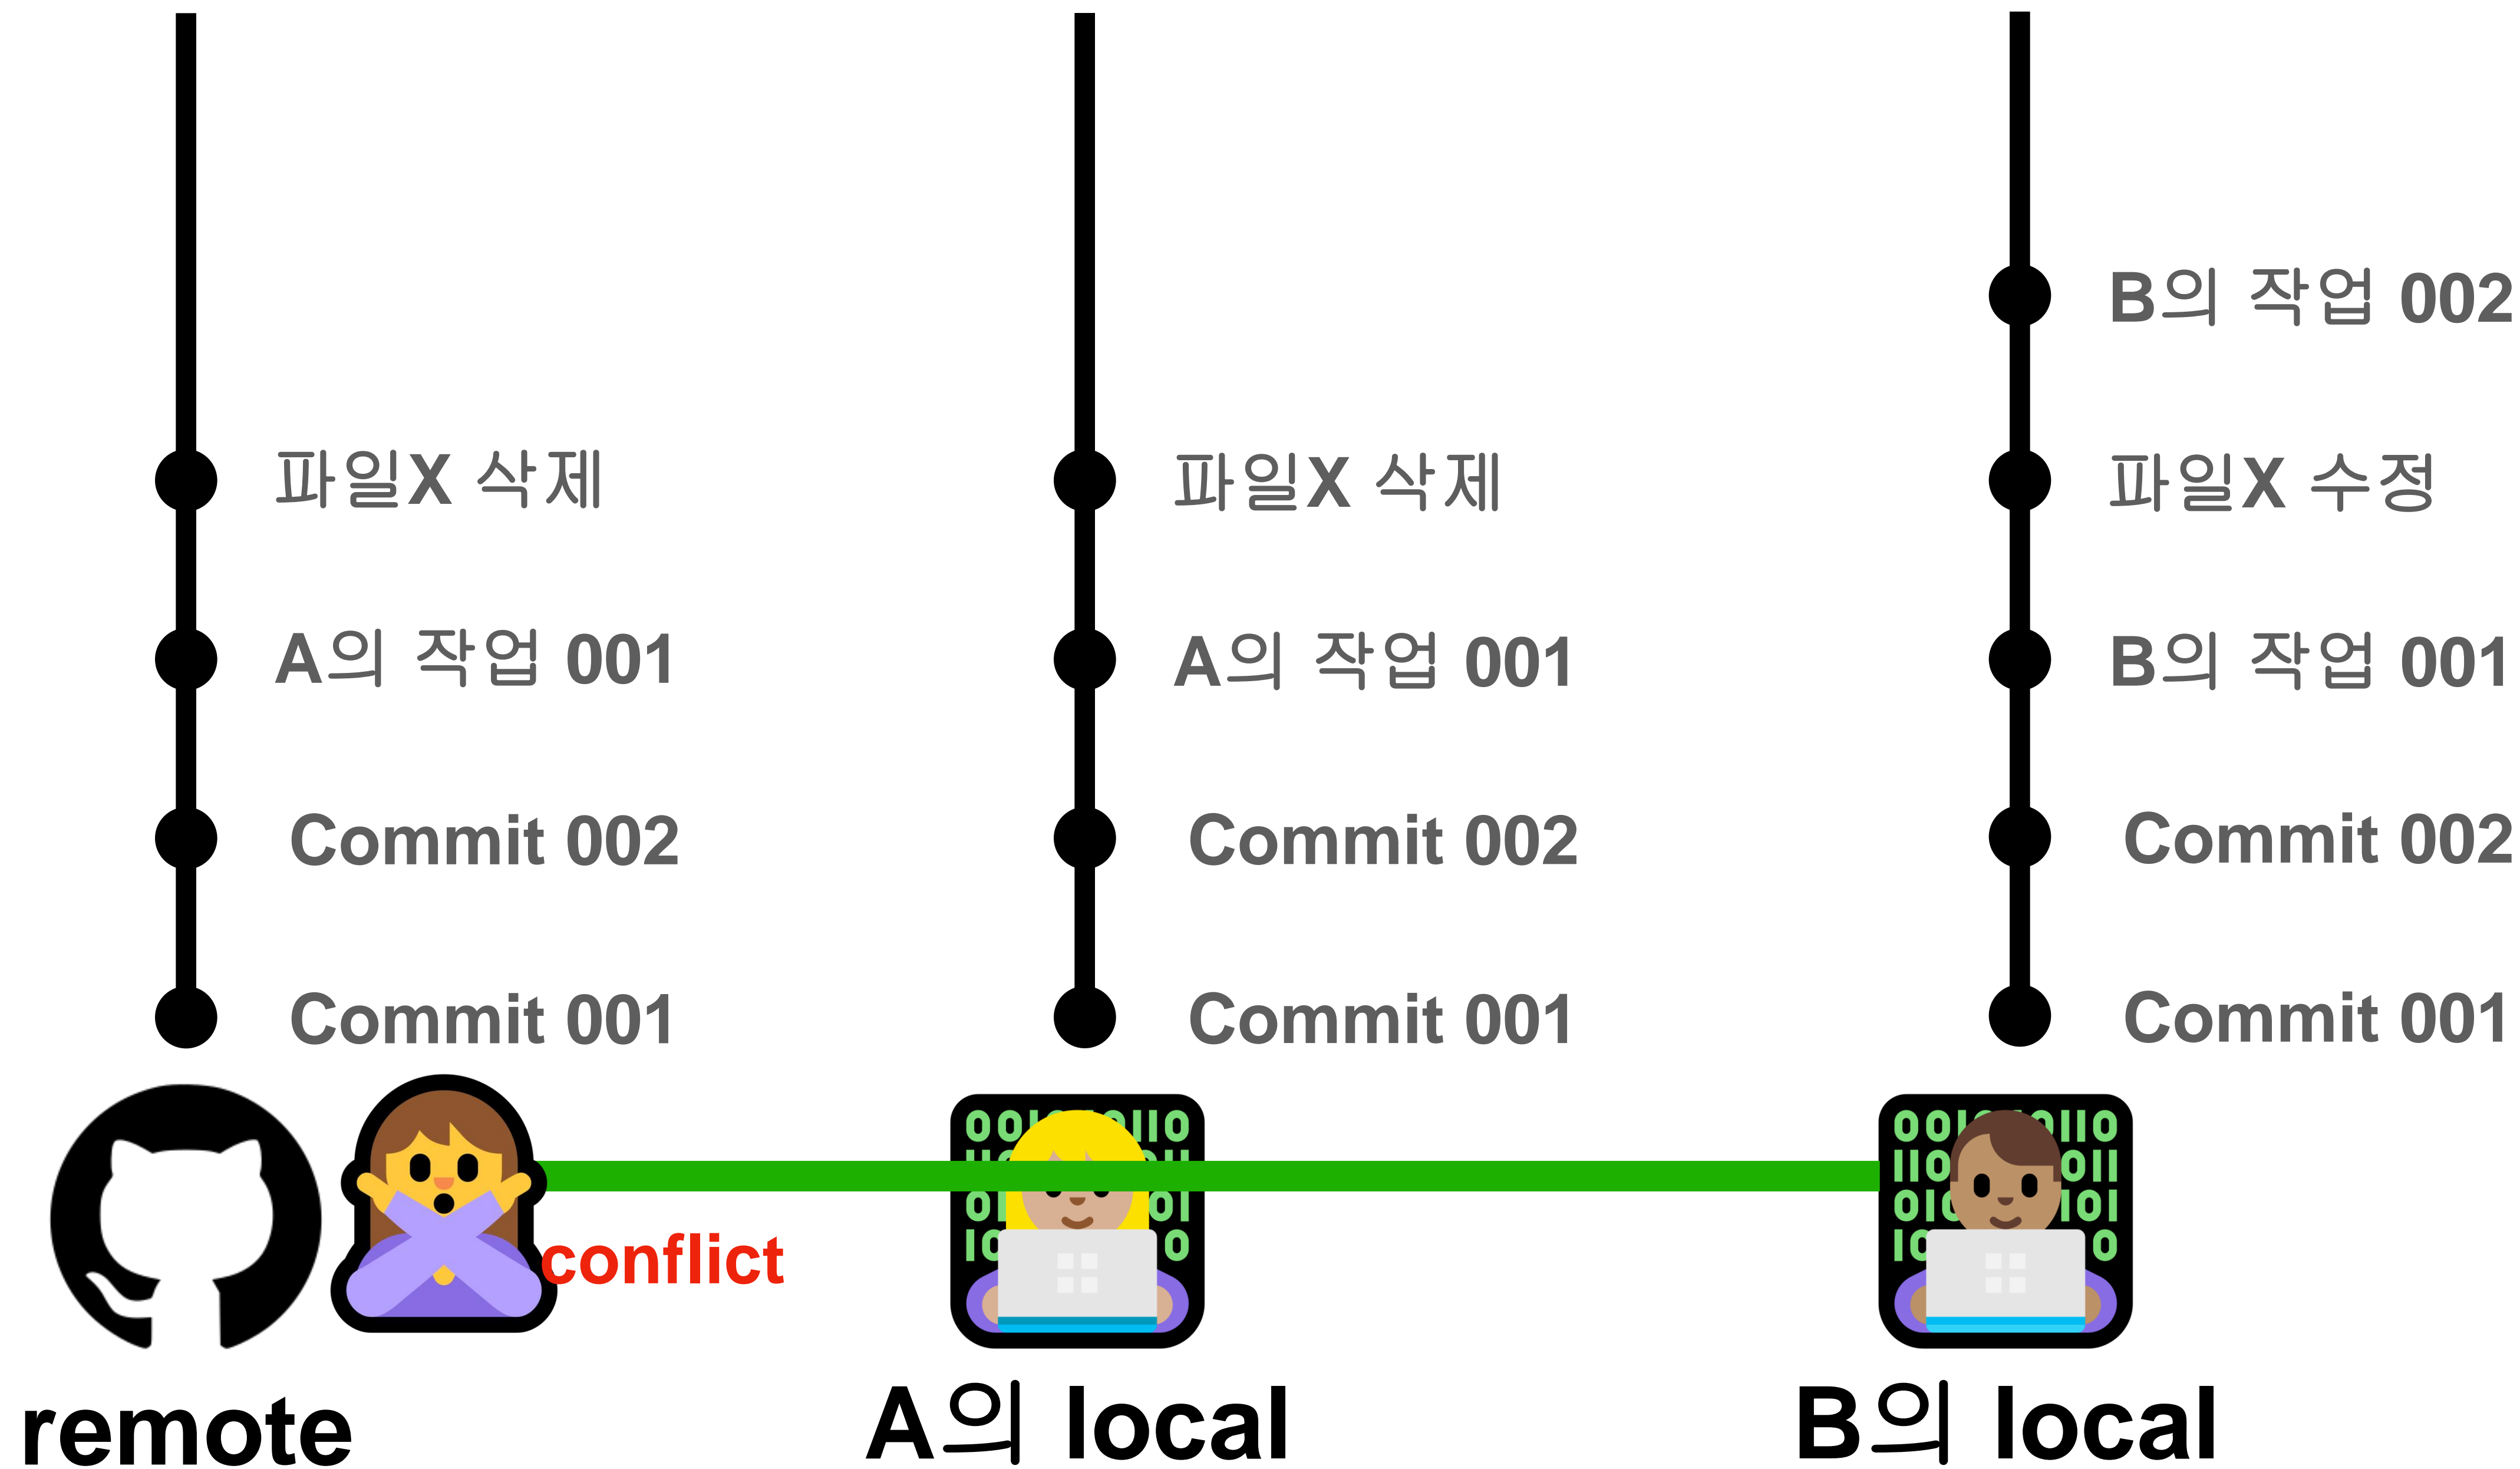 B의 작업 002
파일X 삭제
파일X 삭제
파일X 수정
A의 작업 001
A의 작업 001
B의 작업 001
Commit 002
Commit 002
Commit 002
Commit 001
Commit 001
Commit 001
conflict
remote
A의 local
B의 local